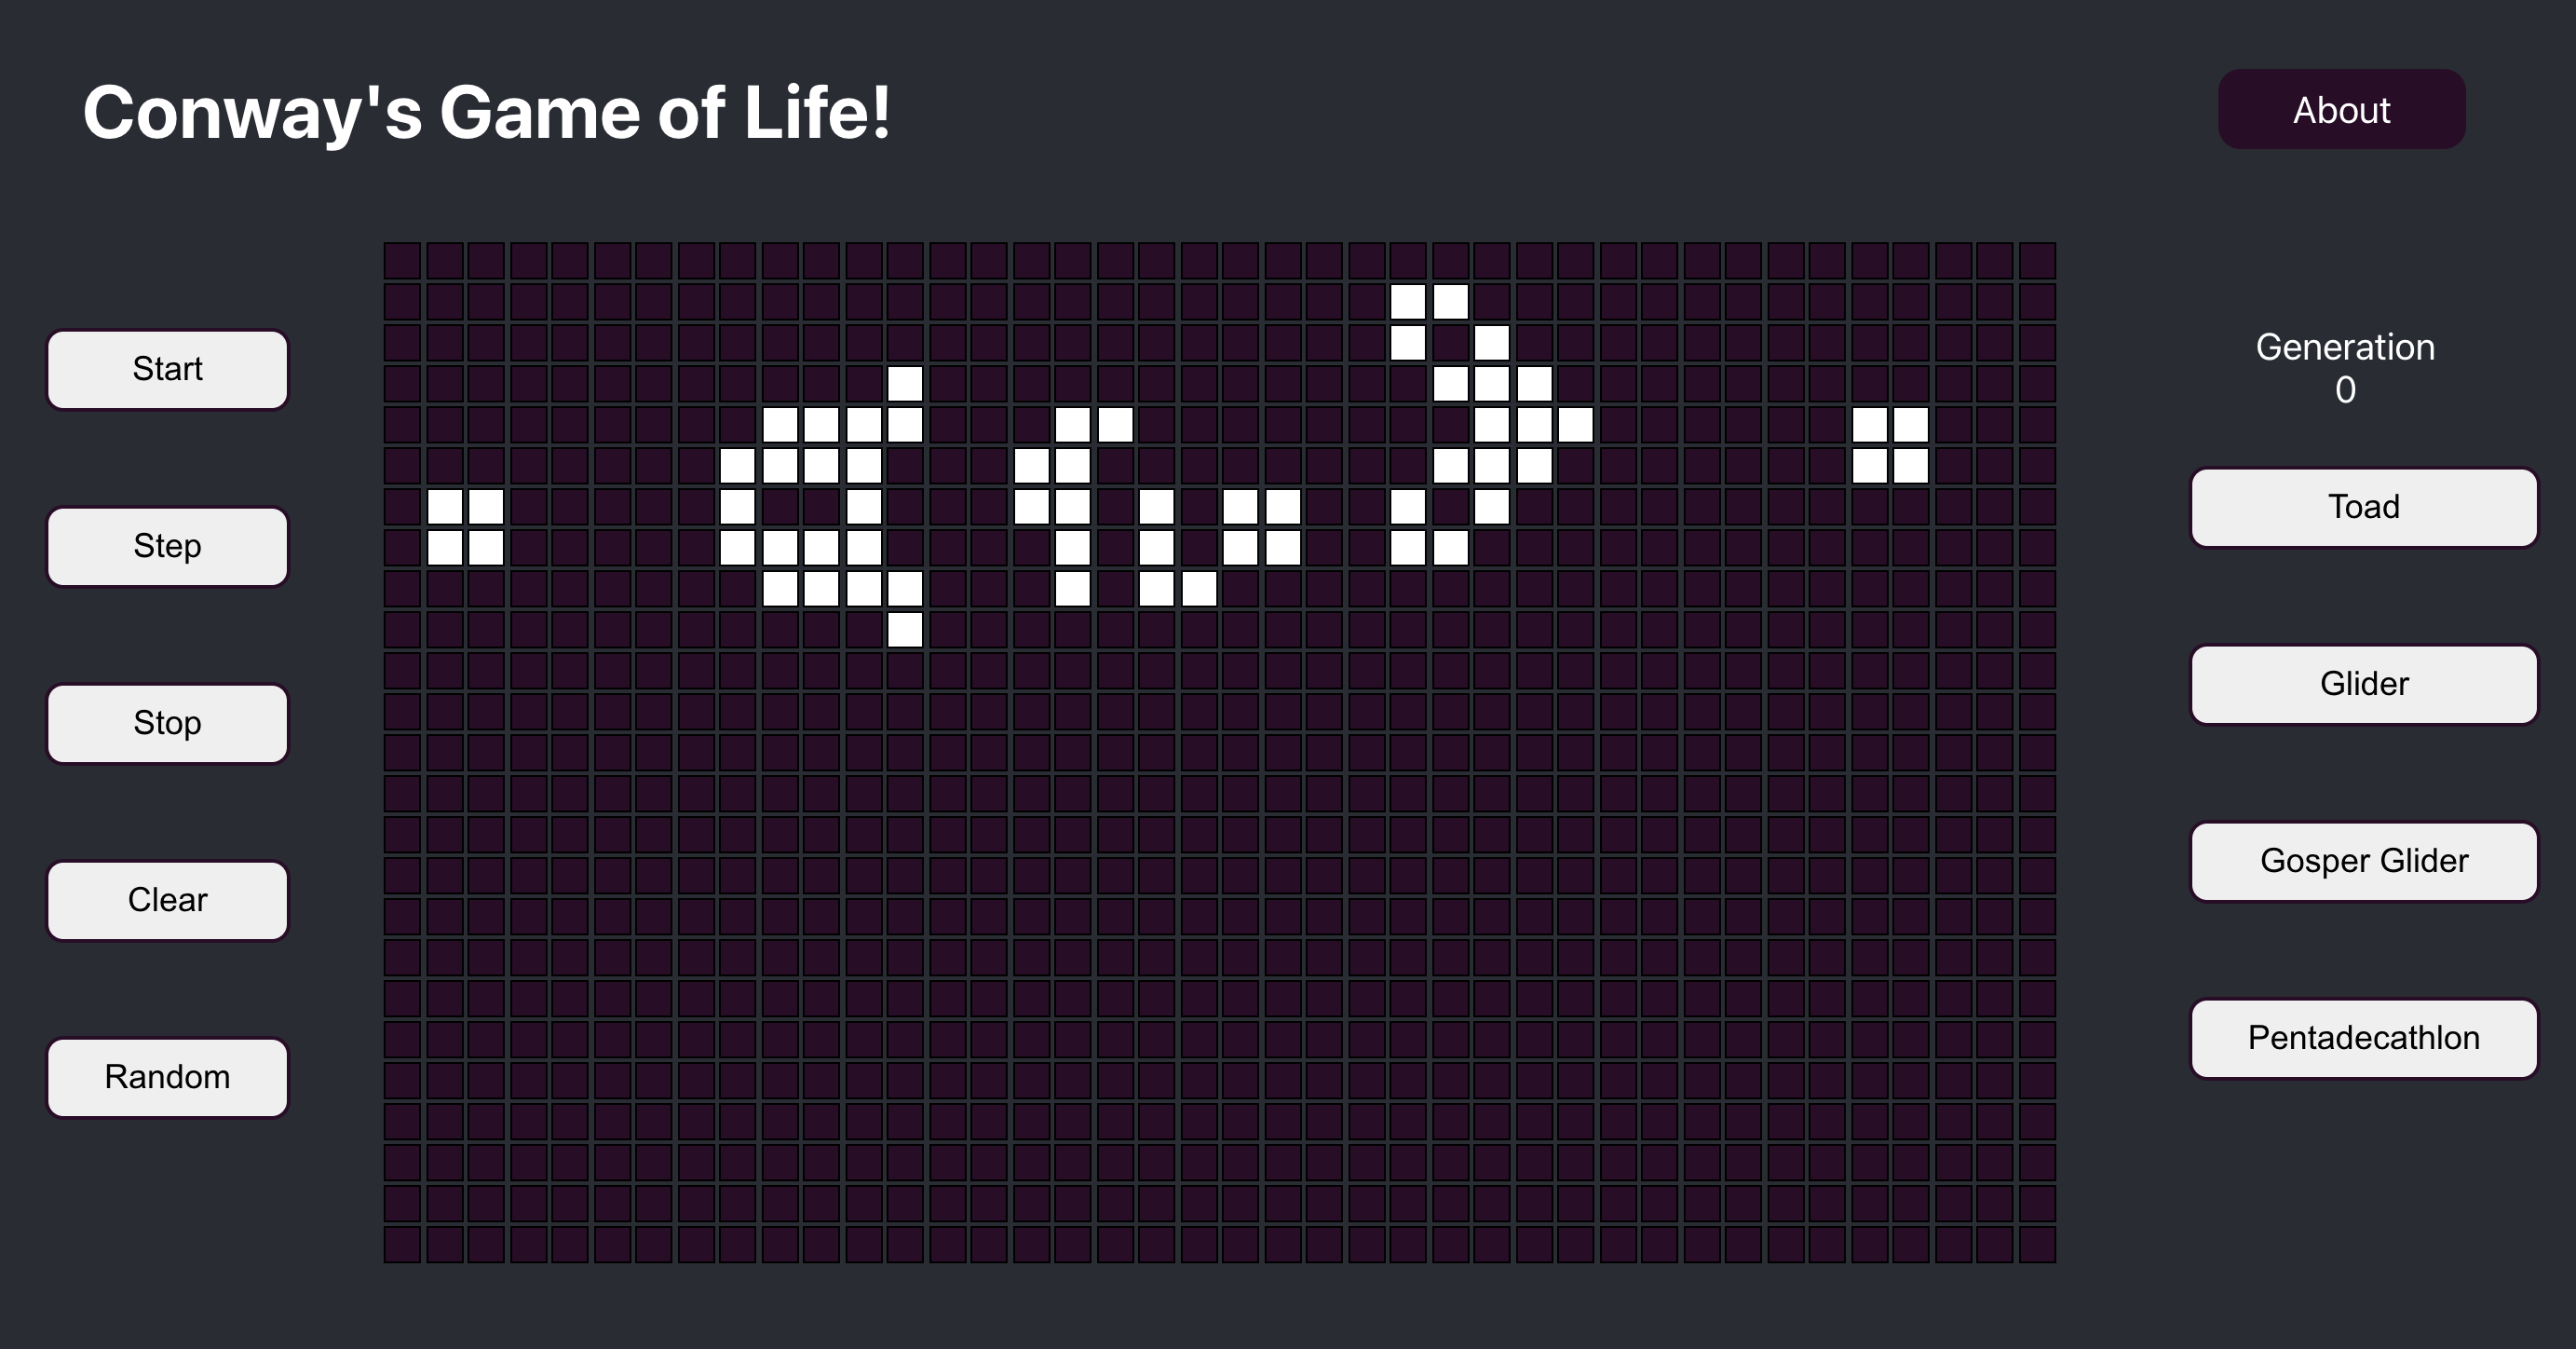 Conway's Game of Life!
About
Start
Step
Stop
Clear
Random
Generation
0
Toad
Glider
Gosper Glider
Pentadecathlon